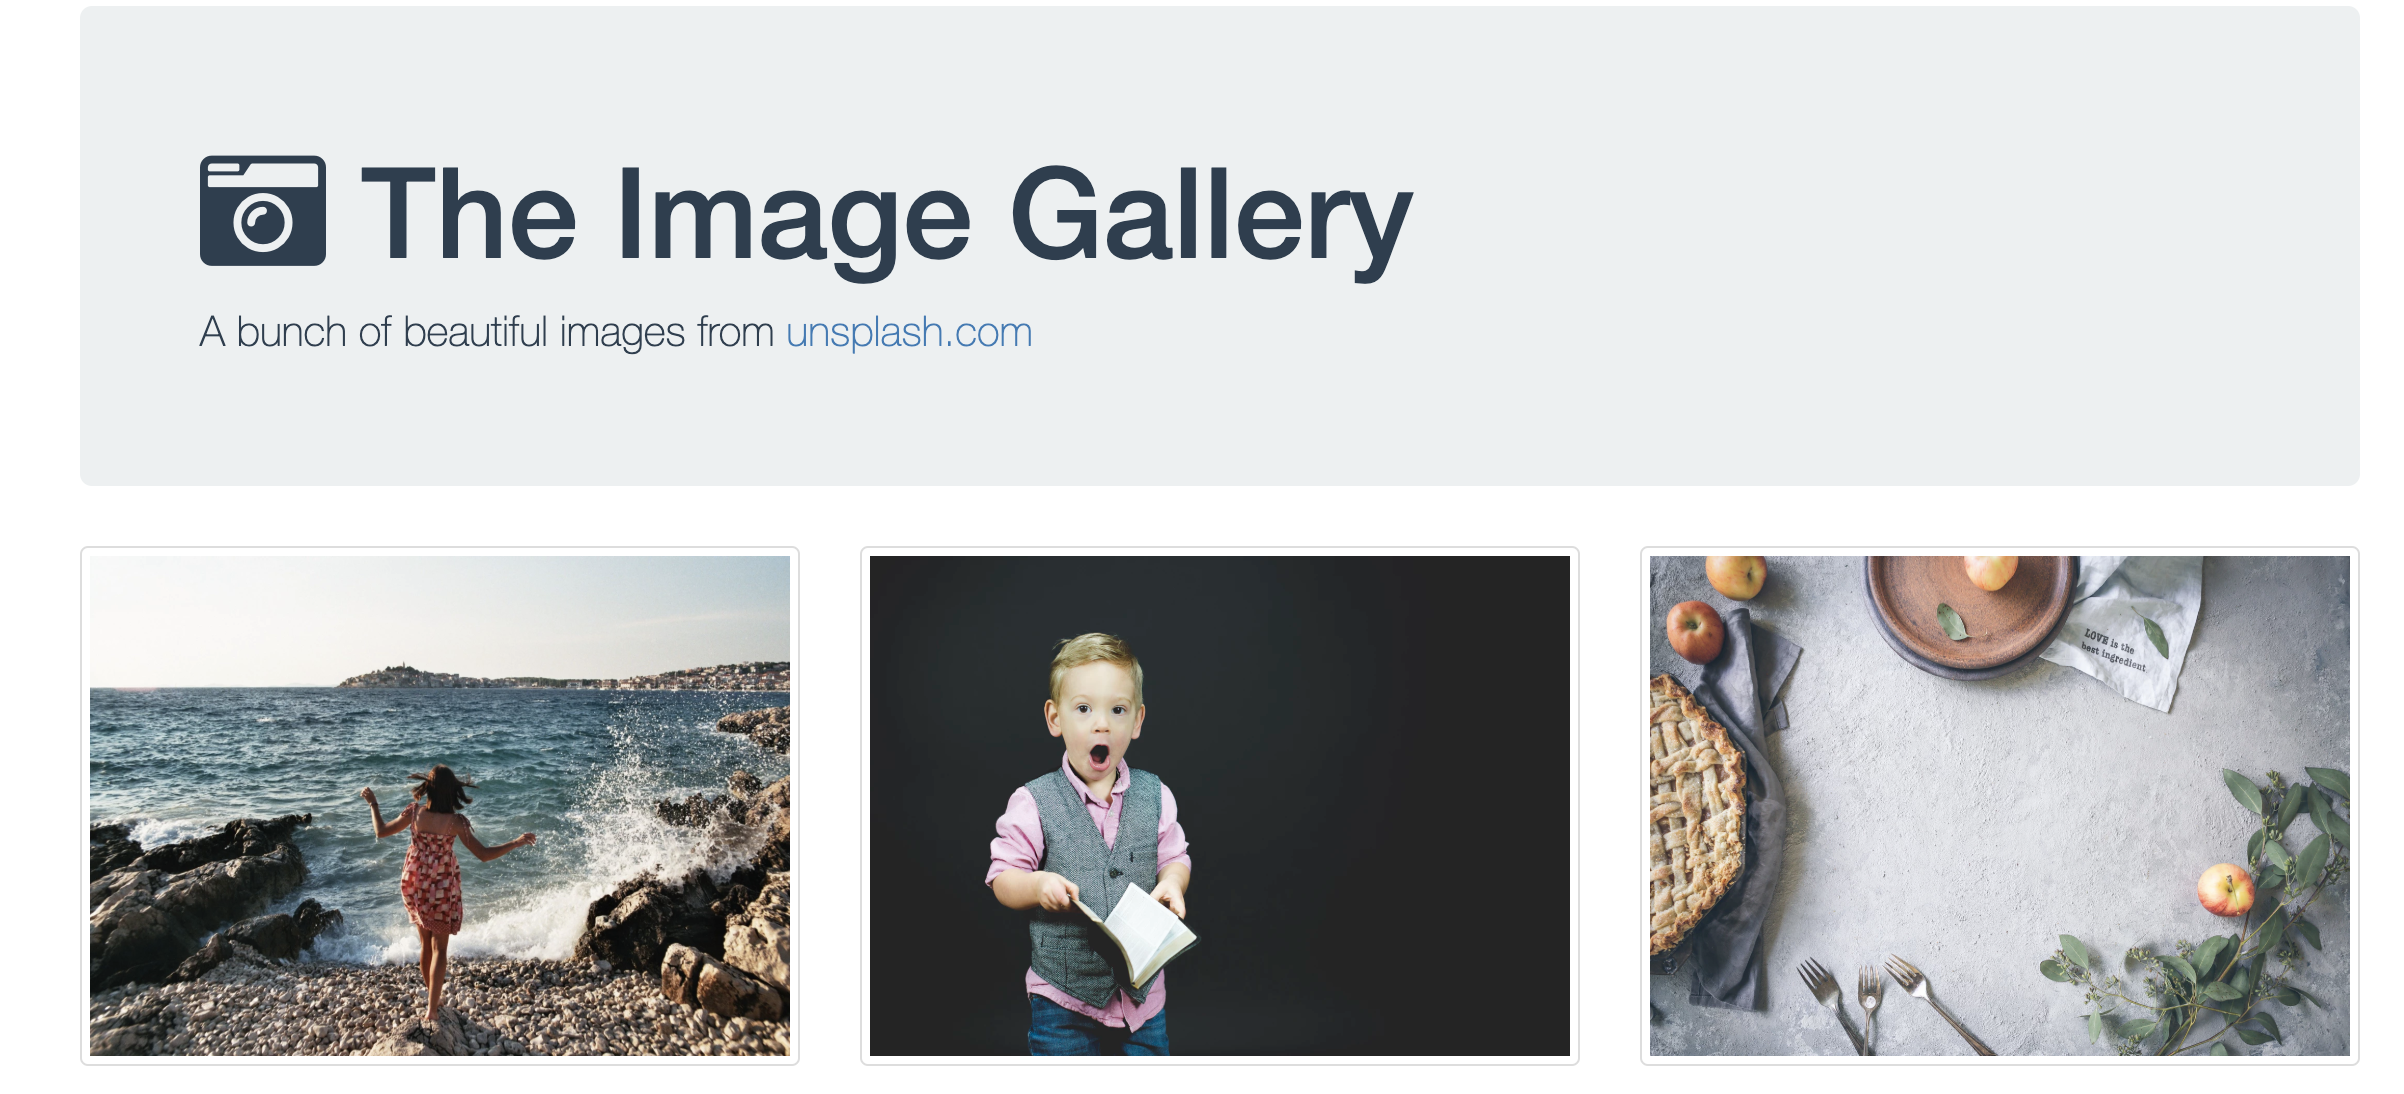 The Image Gallery
A bunch of beautiful images from unsplash.com
LOVE is the
best ingredient